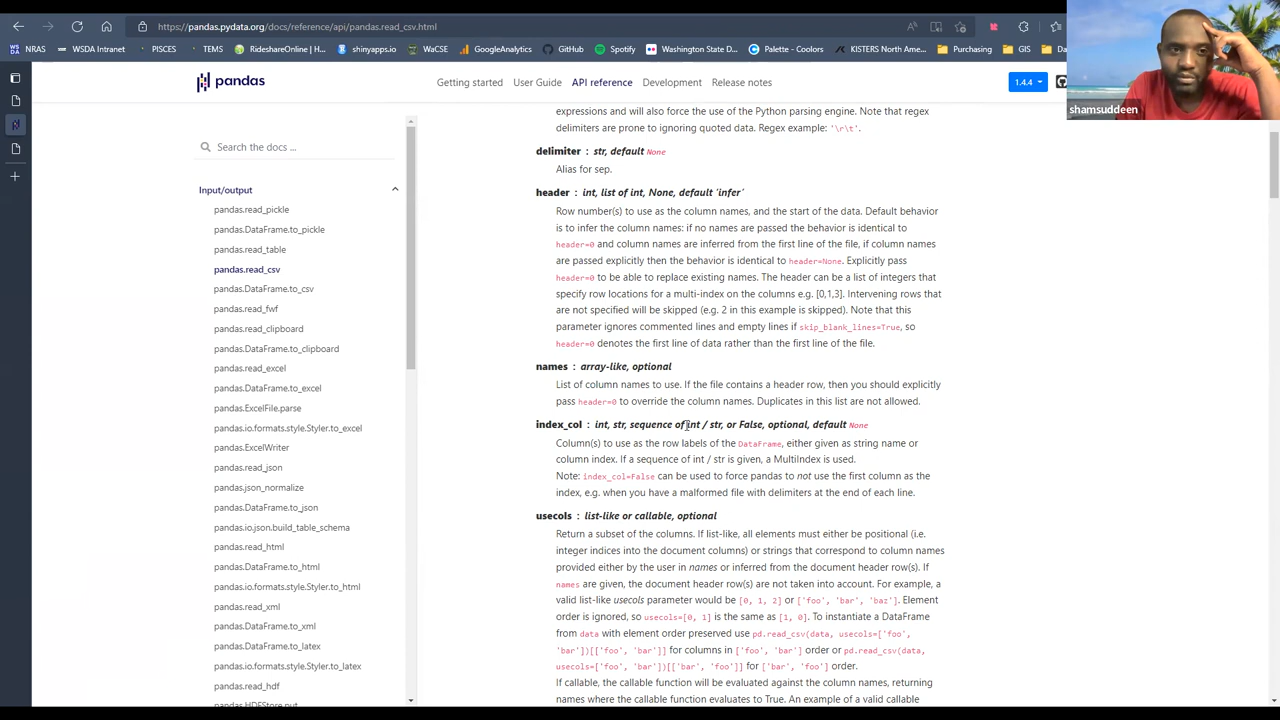 https://pandas.pydata.org/docs/reference/api/pandas.read_csv.html
NRAS WSDA Intranet PISCES TEMS RideshareOnline | H... shinyapps.io WaCSE GoogleAnalytics GitHub Spotify Washington State D... Palette - Coolors KISTERS North Ame... Purchasing GIS
shamsuddeen
pandas
Getting started User Guide API reference Development Release notes
1.4.4
Search the docs ...
Input/output
pandas.read_pickle
pandas.DataFrame.to_pickle
pandas.read_table
pandas.read_csv
pandas.DataFrame.to_csv
pandas.read_fwf
pandas.read_clipboard
pandas.DataFrame.to_clipboard
pandas.read_excel
pandas.DataFrame.to_excel
pandas.ExcelFile.parse
pandas.io.formats.style.Styler.to_excel
pandas.ExcelWriter
pandas.read_json
pandas.json_normalize
pandas.DataFrame.to_json
pandas.io.json.build_table_schema
pandas.read_html
pandas.DataFrame.to_html
pandas.io.formats.style.Styler.to_html
pandas.read_xml
pandas.DataFrame.to_xml
pandas.DataFrame.to_latex
pandas.io.formats.style.Styler.to_latex
pandas.read_hdf
pandas.HDFStore.put
expressions and will also force the use of the Python parsing engine. Note that regex
delimiters are prone to ignoring quoted data. Regex example: '\r\t'.
delimiter : str, default None
Alias for sep.
header : int, list of int, None, default 'infer'
Row number(s) to use as the column names, and the start of the data. Default behavior
is to infer the column names: if no names are passed the behavior is identical to
header=0 and column names are inferred from the first line of the file, if column names
are passed explicitly then the behavior is identical to header=None. Explicitly pass
header=0 to be able to replace existing names. The header can be a list of integers that
specify row locations for a multi-index on the columns e.g. [0,1,3]. Intervening rows that
are not specified will be skipped (e.g. 2 in this example is skipped). Note that this
parameter ignores commented lines and empty lines if skip_blank_lines=True, so
header=0 denotes the first line of data rather than the first line of the file.
names : array-like, optional
List of column names to use. If the file contains a header row, then you should explicitly
pass header=0 to override the column names. Duplicates in this list are not allowed.
index_col : int, str, sequence of int / str, or False, optional, default None
Column(s) to use as the row labels of the DataFrame, either given as string name or
column index. If a sequence of int / str is given, a MultiIndex is used.
Note: index_col=False can be used to force pandas to not use the first column as the
index, e.g. when you have a malformed file with delimiters at the end of each line.
usecols : list-like or callable, optional
Return a subset of the columns. If list-like, all elements must either be positional (i.e.
integer indices into the document columns) or strings that correspond to column names
provided either by the user in names or inferred from the document header row(s). If
names are given, the document header row(s) are not taken into account. For example, a
valid list-like usecols parameter would be [0, 1, 2] or ['foo', 'bar', 'baz']. Element
order is ignored, so usecols=[0, 1] is the same as [1, 0]. To instantiate a DataFrame
from data with element order preserved use pd.read_csv(data, usecols=['foo',
'bar'])[['foo', 'bar']] for columns in ['foo', 'bar'] order or pd.read_csv(data,
usecols=['foo', 'bar'])[['bar', 'foo']] for ['bar', 'foo'] order.
If callable, the callable function will be evaluated against the column names, returning
names where the callable function evaluates to True. An example of a valid callable